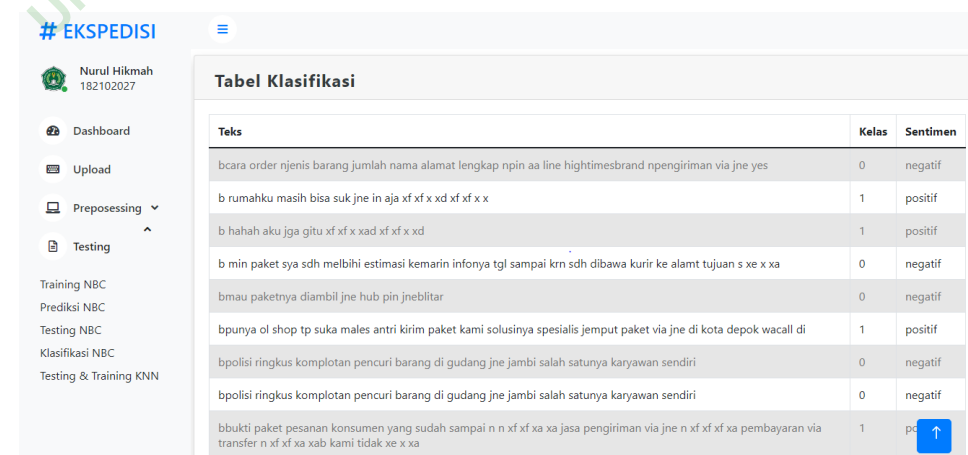 # EKSPEDISI
Nurul Hikmah
182102027
Dashboard
Upload
Preposessing
Testing
Training NBC
Prediksi NBC
Testing NBC
Klasifikasi NBC
Testing & Training KNN
Tabel Klasifikasi
Teks Kelas Sentimen
bcara order njenis barang jumlah nama alamat lengkap npin aa line hightimesbrand npengiriman via jne yes 0 negatif
b rumahku masih bisa suk jne in aja xf xf x xd xf xf x x 1 positif
b hahah aku jga gitu xf xf x xad xf xf x xd 1 positif
b min paket sya sdh melbihi estimasi kemarin infonya tgl sampai krn sdh dibawa kurir ke alamt tujuan s xe x xa 0 negatif
bmau paketnya diambil jne hub pin jneblitar 0 negatif
bpunya ol shop tp suka males antri kirim paket kami solusinya spesialis jemput paket via jne di kota depok wacall di 1 positif
bpolisi ringkus komplotan pencuri barang di gudang jne jambi salah satunya karyawan sendiri 0 negatif
bpolisi ringkus komplotan pencuri barang di gudang jne jambi salah satunya karyawan sendiri 0 negatif
bbukti paket pesanan konsumen yang sudah sampai n n xf xf xa xa jasa pengiriman via jne n xf xf xf xa pembayaran via 1
transfer n xf xf xa xab kami tidak xe x xa